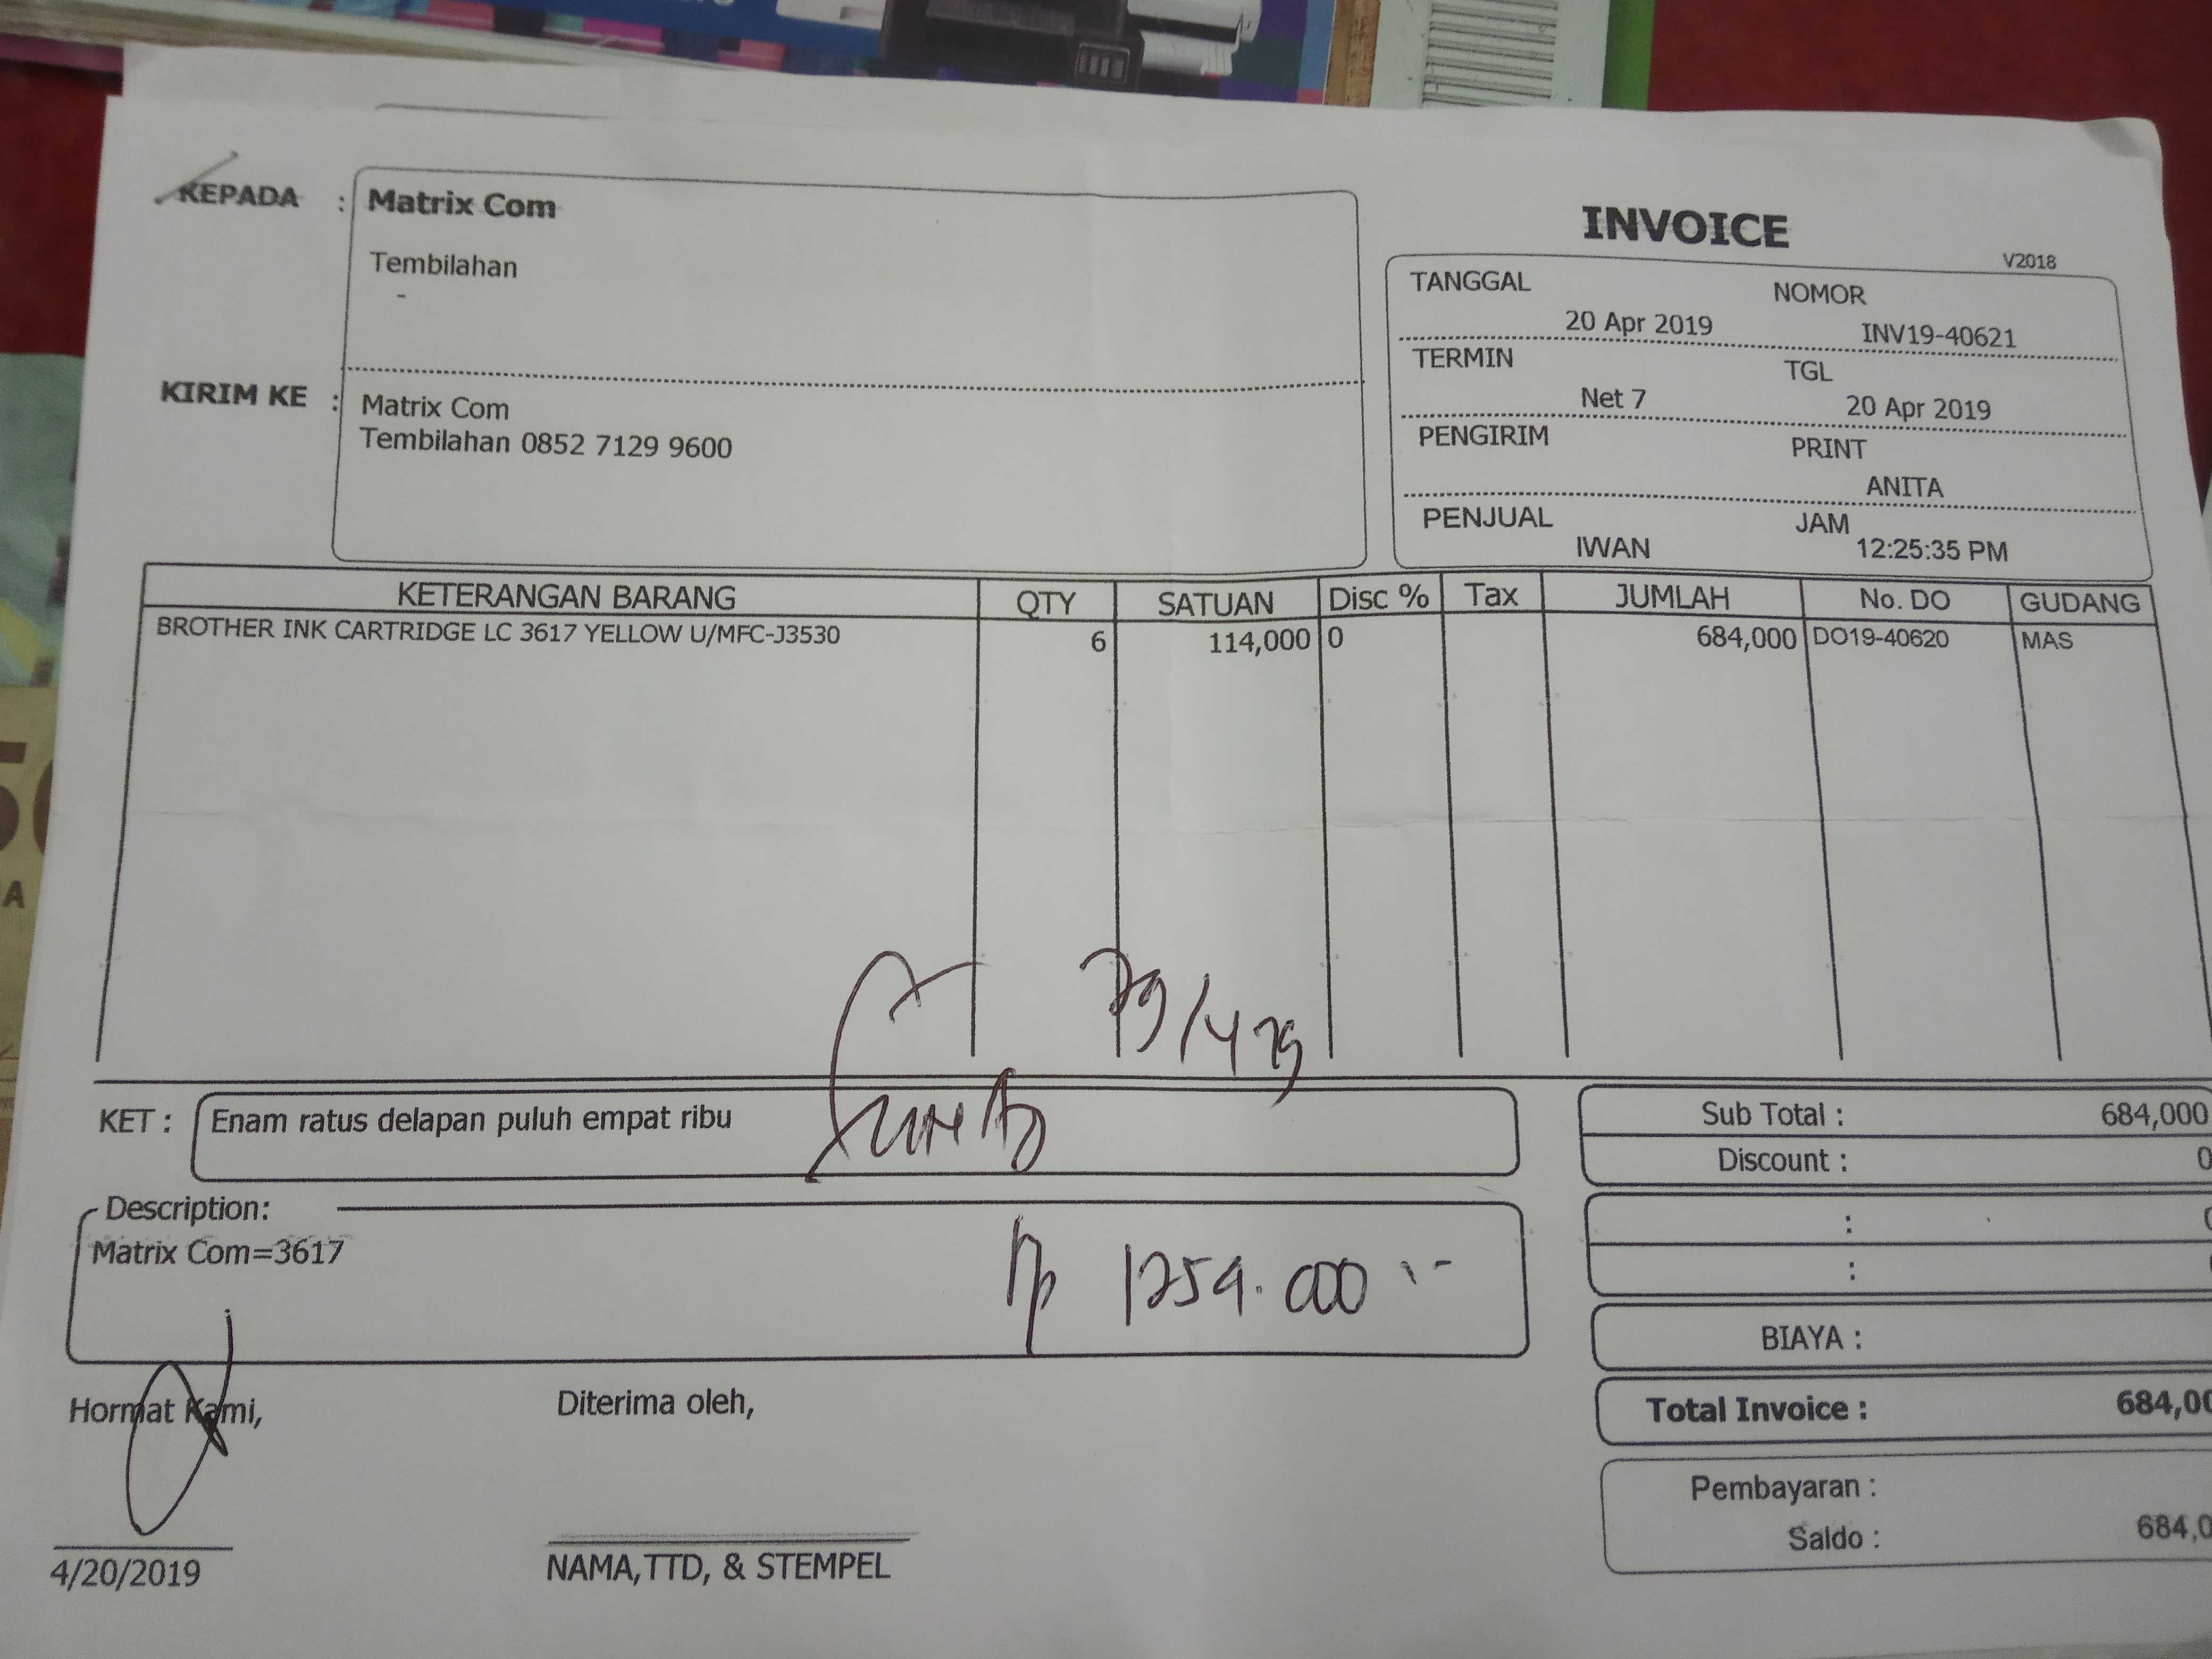 KEPADA : Matrix Com
Tembilahan
-
KIRIM KE : Matrix Com
Tembilahan 0852 7129 9600
INVOICE
V2018
TANGGAL NOMOR
20 Apr 2019 INV19-40621
TERMIN TGL
Net 7 20 Apr 2019
PENGIRIM PRINT
ANITA
PENJUAL JAM
IWAN 12:25:35 PM
KETERANGAN BARANG QTY SATUAN Disc % Tax JUMLAH No. DO GUDANG
BROTHER INK CARTRIDGE LC 3617 YELLOW U/MFC-J3530 6 114,000 0 684,000 DO19-40620 MAS
KET : Enam ratus delapan puluh empat ribu
Sub Total : 684,000
Discount : 0
:
:
Description:
Matrix Com=3617
Rp 1254.000
BIAYA :
Total Invoice : 684,00
Pembayaran :
Saldo : 684,0
Hormat Kami, Diterima oleh,
4/20/2019 NAMA,TTD, & STEMPEL